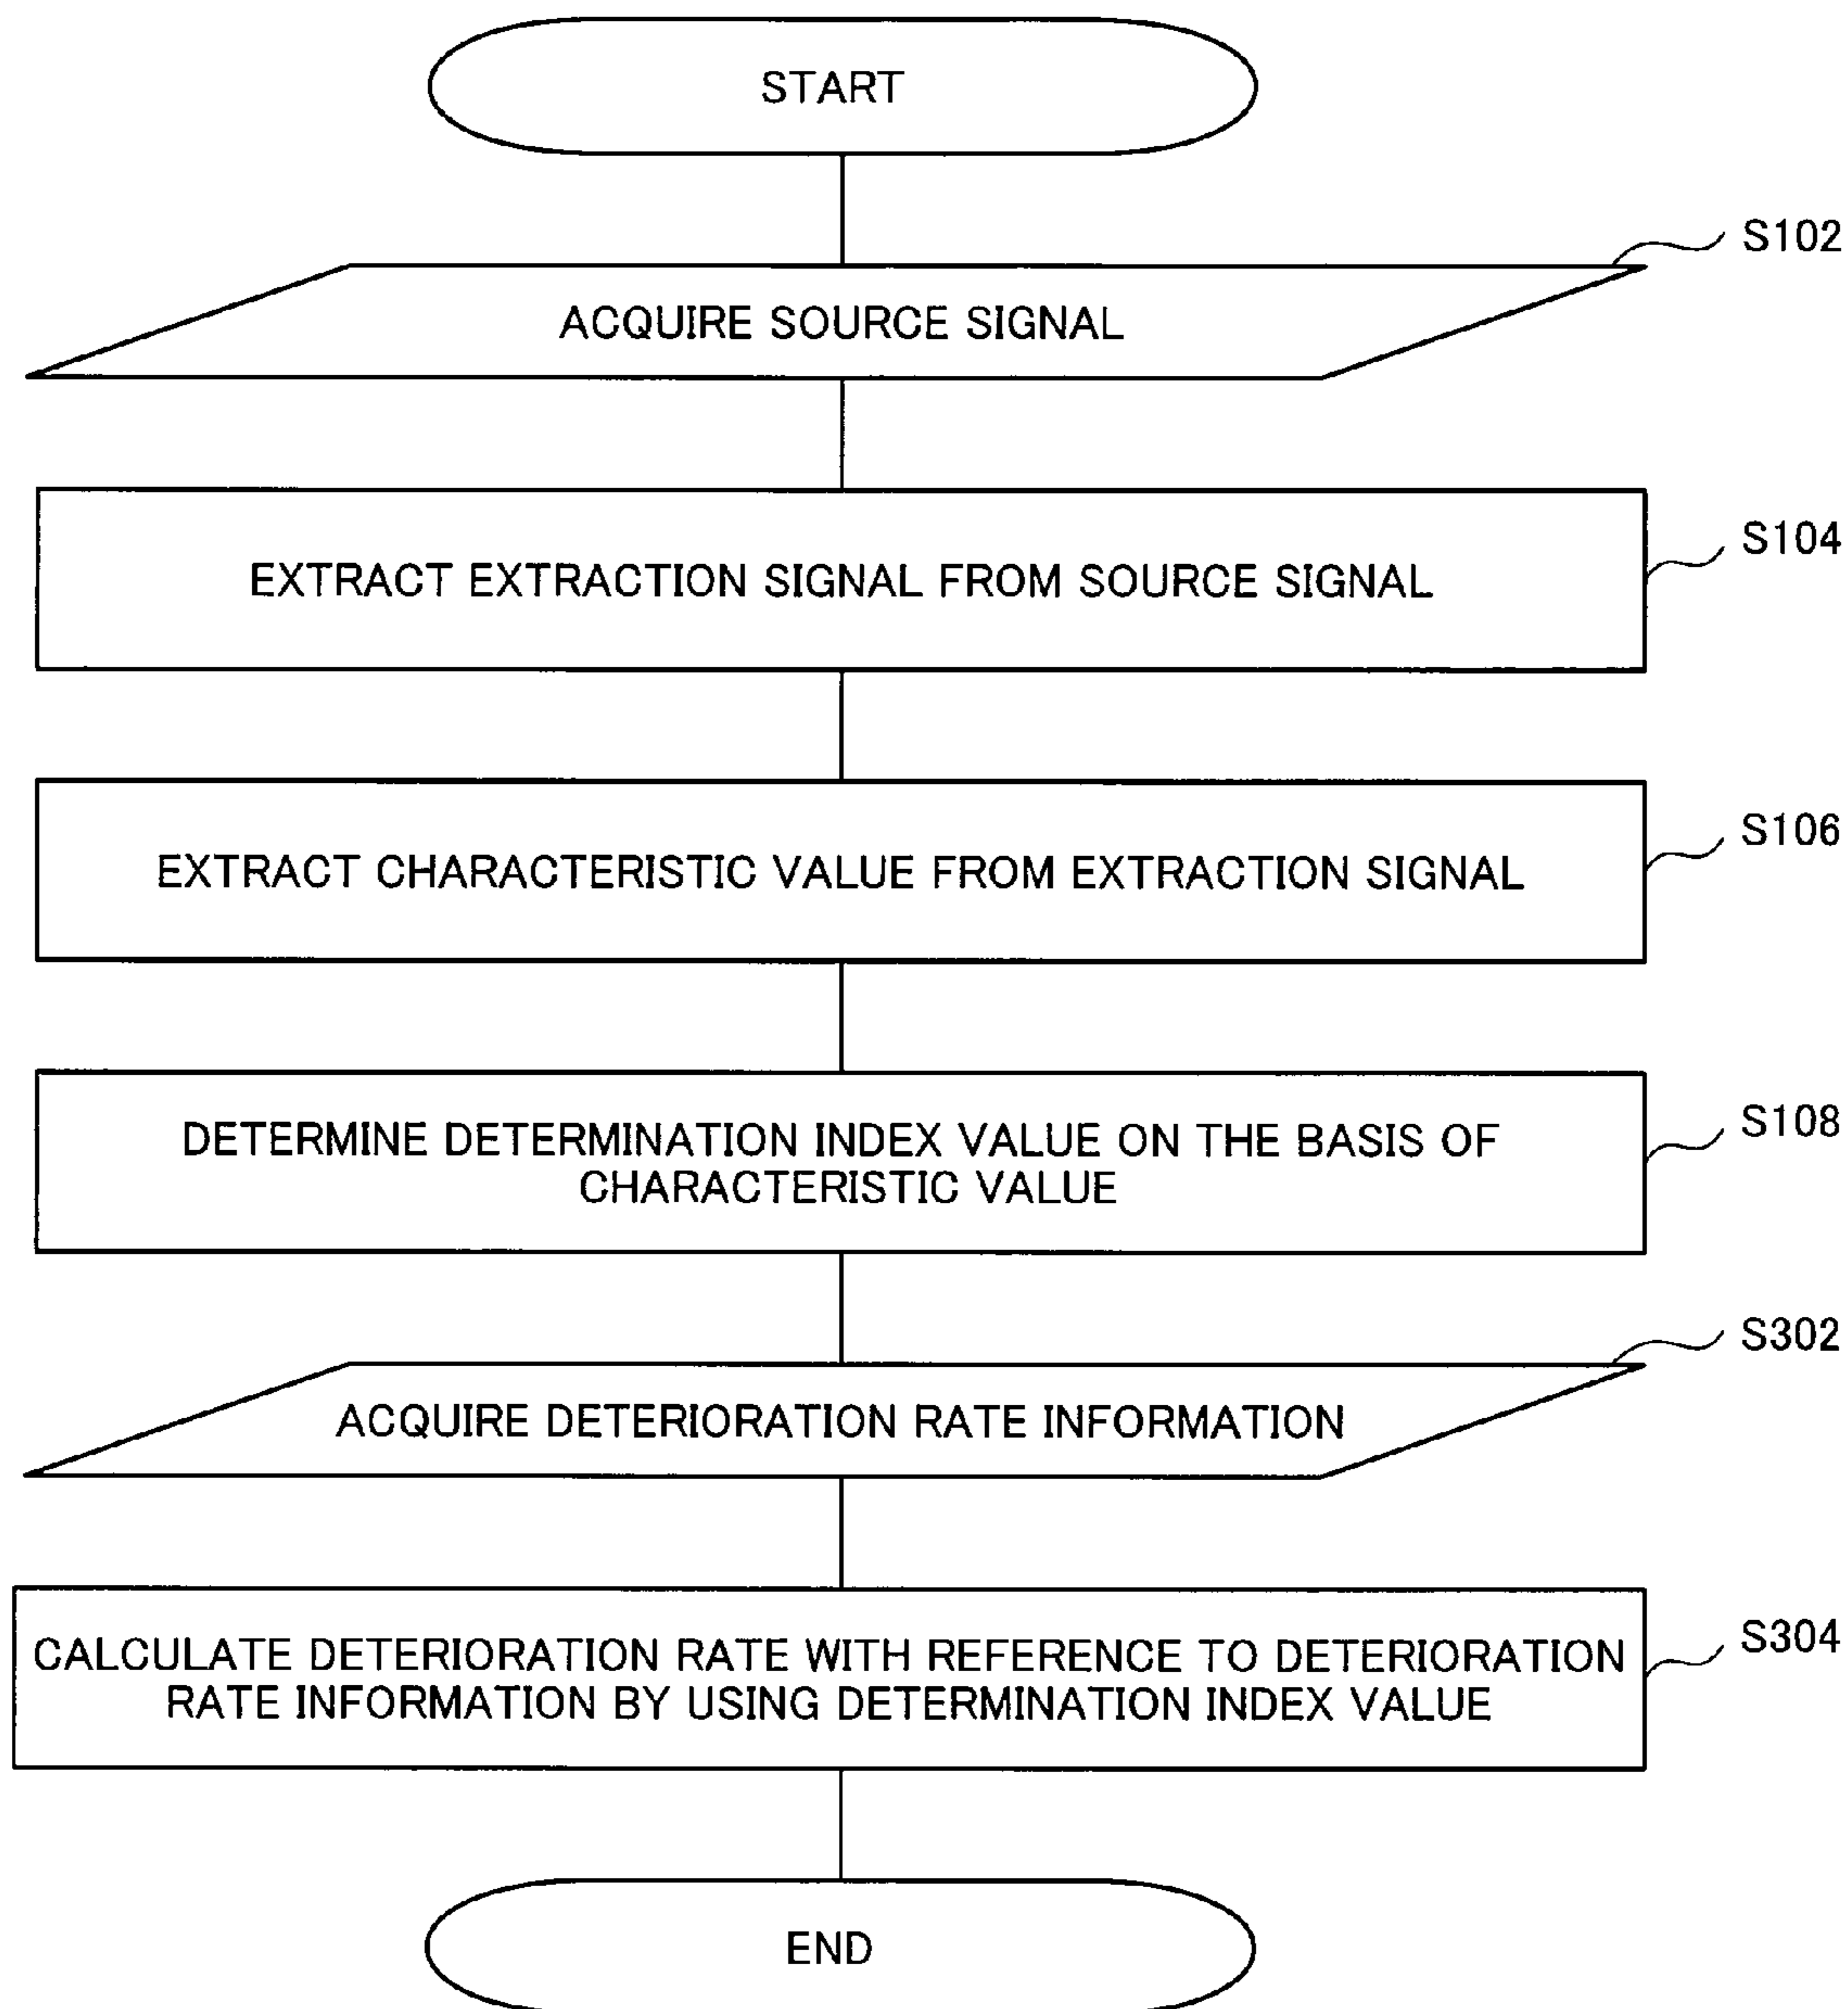 START
S102
ACQUIRE SOURCE SIGNAL
S104
EXTRACT EXTRACTION SIGNAL FROM SOURCE SIGNAL
S106
EXTRACT CHARACTERISTIC VALUE FROM EXTRACTION SIGNAL
S108
DETERMINE DETERMINATION INDEX VALUE ON THE BASIS OF
CHARACTERISTIC VALUE
S302
ACQUIRE DETERIORATION RATE INFORMATION
S304
CALCULATE DETERIORATION RATE WITH REFERENCE TO DETERIORATION
RATE INFORMATION BY USING DETERMINATION INDEX VALUE
END